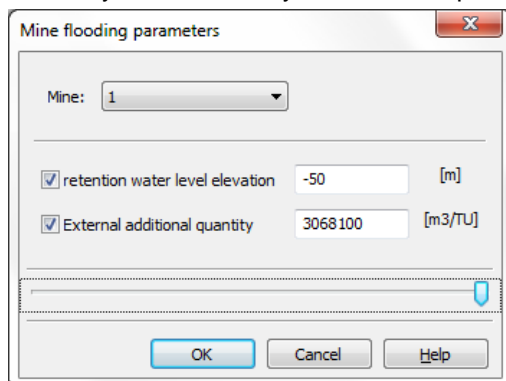 Mine flooding parameters
Mine: 1
retention water level elevation -50 [m]
External additional quantity 3068100 [m3/TU]
OK Cancel Help